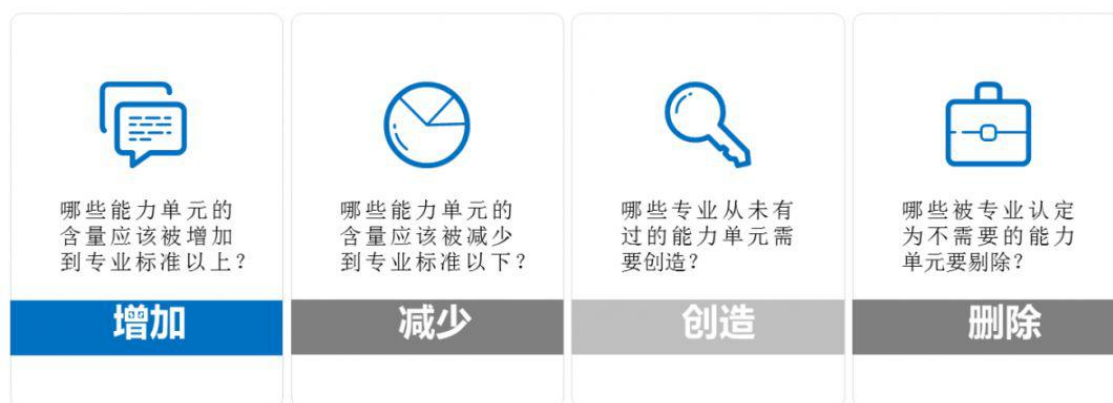 哪些能力单元的
含量应该被增加
到专业标准以上？
增加
哪些能力单元的
含量应该被减少
到专业标准以下？
减少
哪些专业从未有
过的能力单元需
要创造？
创造
哪些被专业认定
为不需要的能力
单元要剔除？
删除